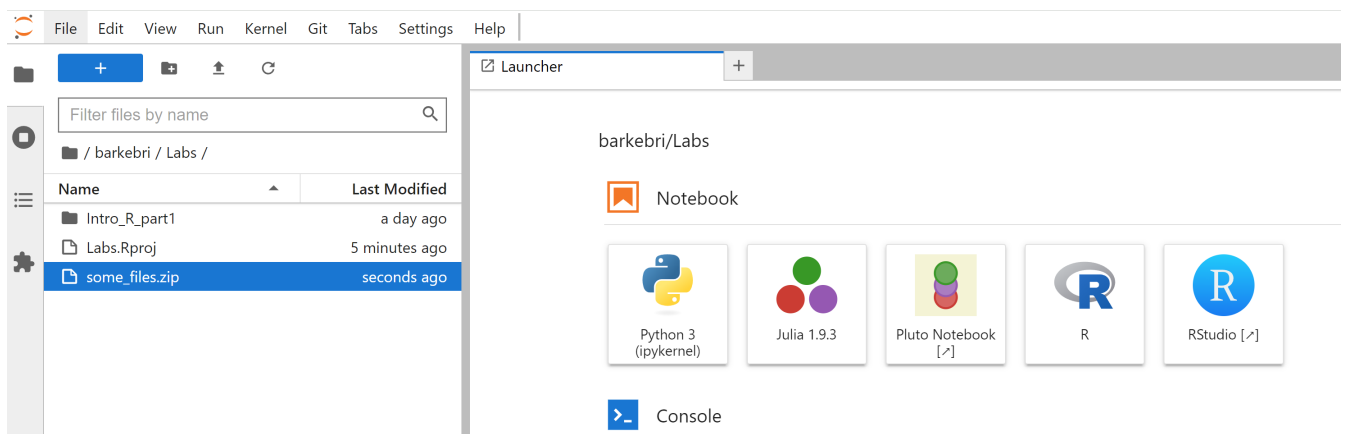 File Edit View Run Kernel Git Tabs Settings Help
+
Filter files by name
/ barkebri / Labs /
Name Last Modified
Intro_R_part1 a day ago
Labs.Rproj 5 minutes ago
some_files.zip seconds ago
Launcher +
barkebri/Labs
Notebook
Python 3
(ipykernel)
Julia 1.9.3
Pluto Notebook
[↗]
R
R
R
RStudio [↗]
>_ Console